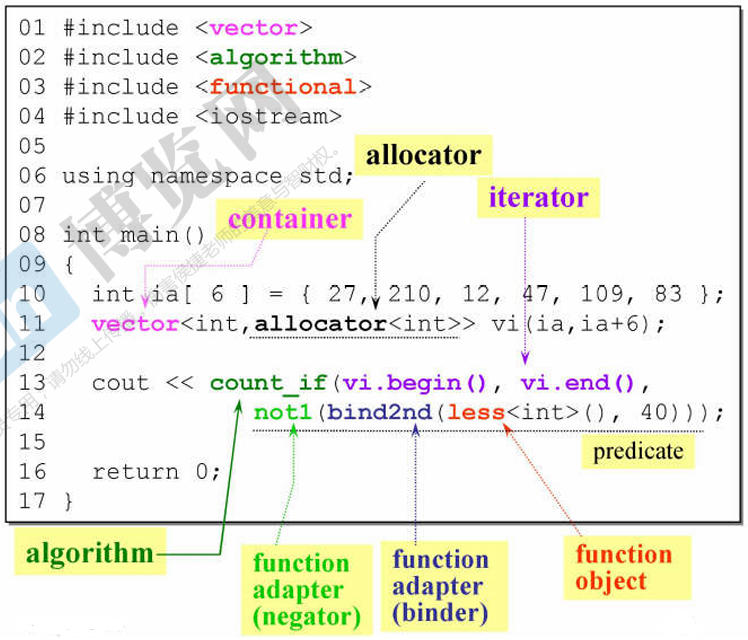 01 #include <vector>
02 #include <algorithm>
03 #include <functional>
04 #include <iostream>
05
allocator
06 using namespace std;
iterator
07
container
08 int main()
09 {
10 int ia[ 6 ] = { 27, 210, 12, 47, 109, 83 };
11 vector<int,allocator<int>> vi(ia,ia+6);
12
13 cout << count_if(vi.begin(), vi.end(),
14 not1(bind2nd(less<int>(), 40)));
15
predicate
16 return 0;
17 }
algorithm
function
adapter
(negator)
function
adapter
(binder)
function
object
博览网